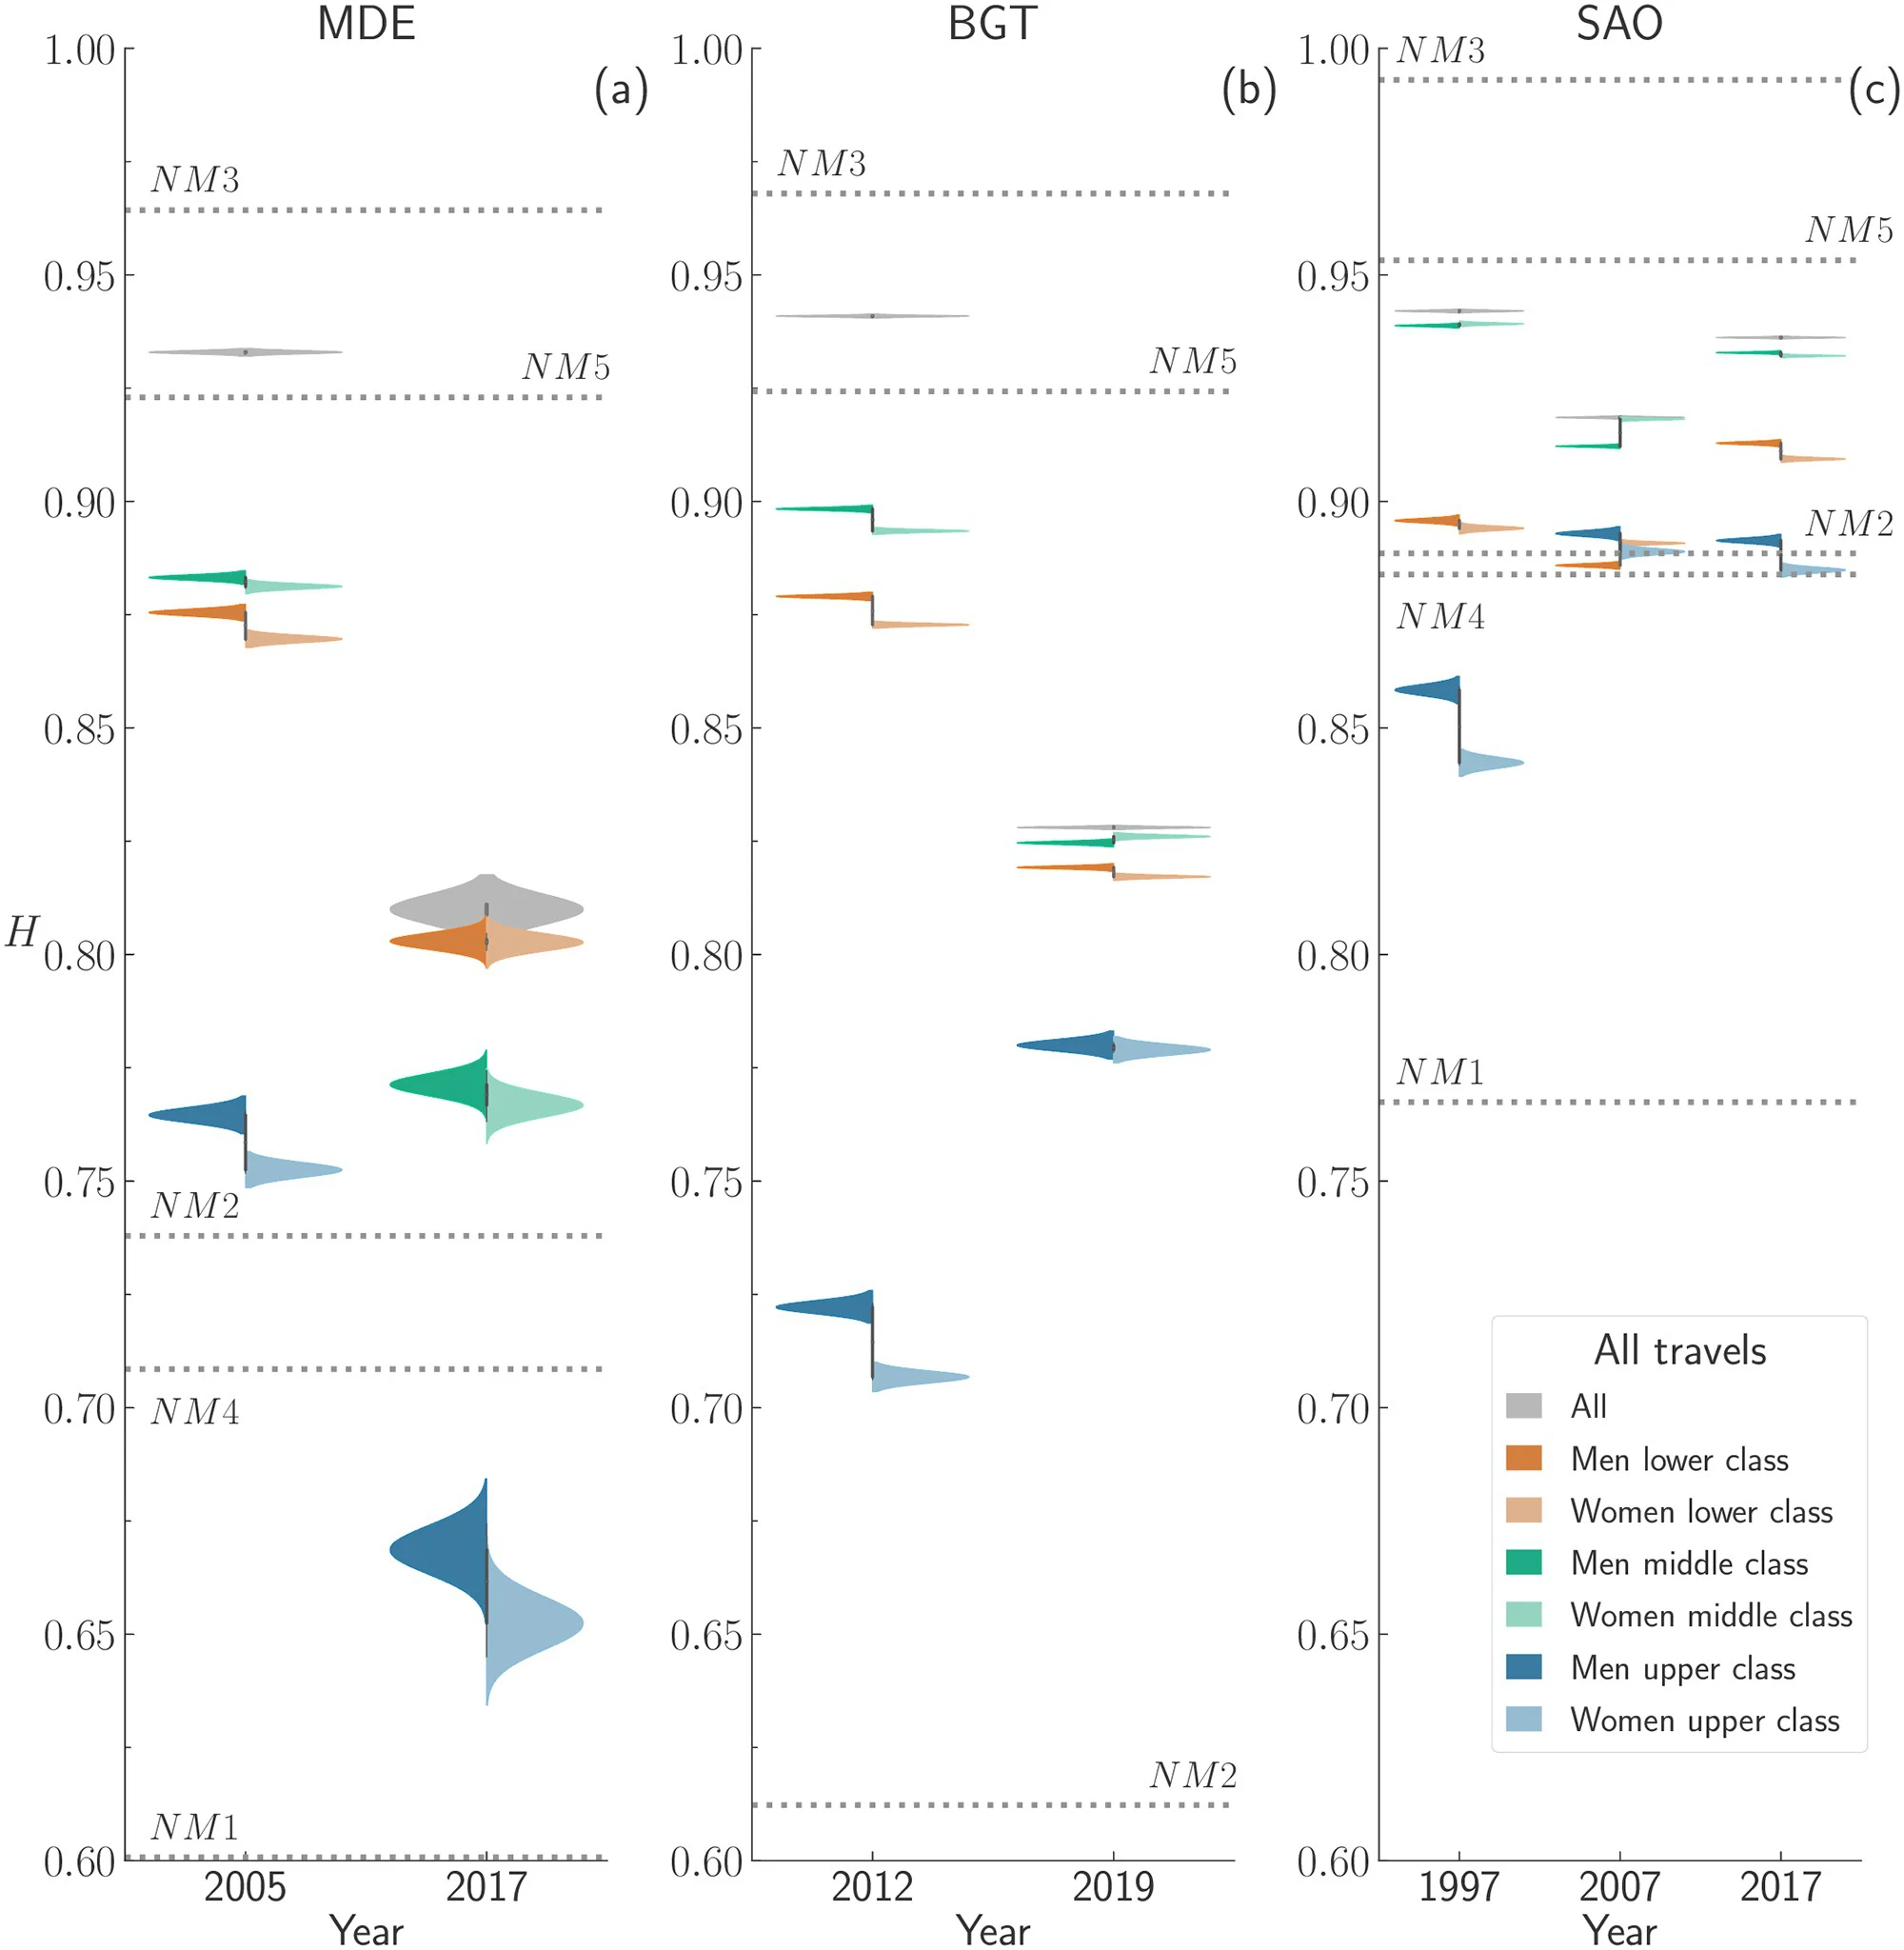 MDE
BGT
SAO
(a)
(b)
(c)
H
1.00
0.95
0.90
0.85
0.80
0.75
0.70
0.65
0.60
NM3
NM5
NM2
NM4
NM1
2005
2017
Year
1.00
0.95
0.90
0.85
0.80
0.75
0.70
0.65
0.60
NM3
NM5
NM2
2012
2019
Year
1.00
0.95
0.90
0.85
0.80
0.75
0.70
0.65
0.60
NM3
NM5
NM2
NM4
NM1
All travels
All
Men lower class
Women lower class
Men middle class
Women middle class
Men upper class
Women upper class
1997
2007
2017
Year